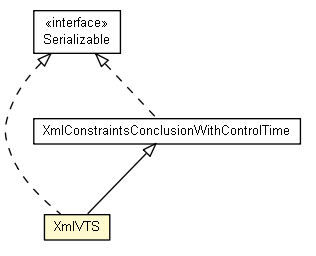 «interface»
Serializable
XmlConstraintsConclusionWithControlTime
XmlVTS